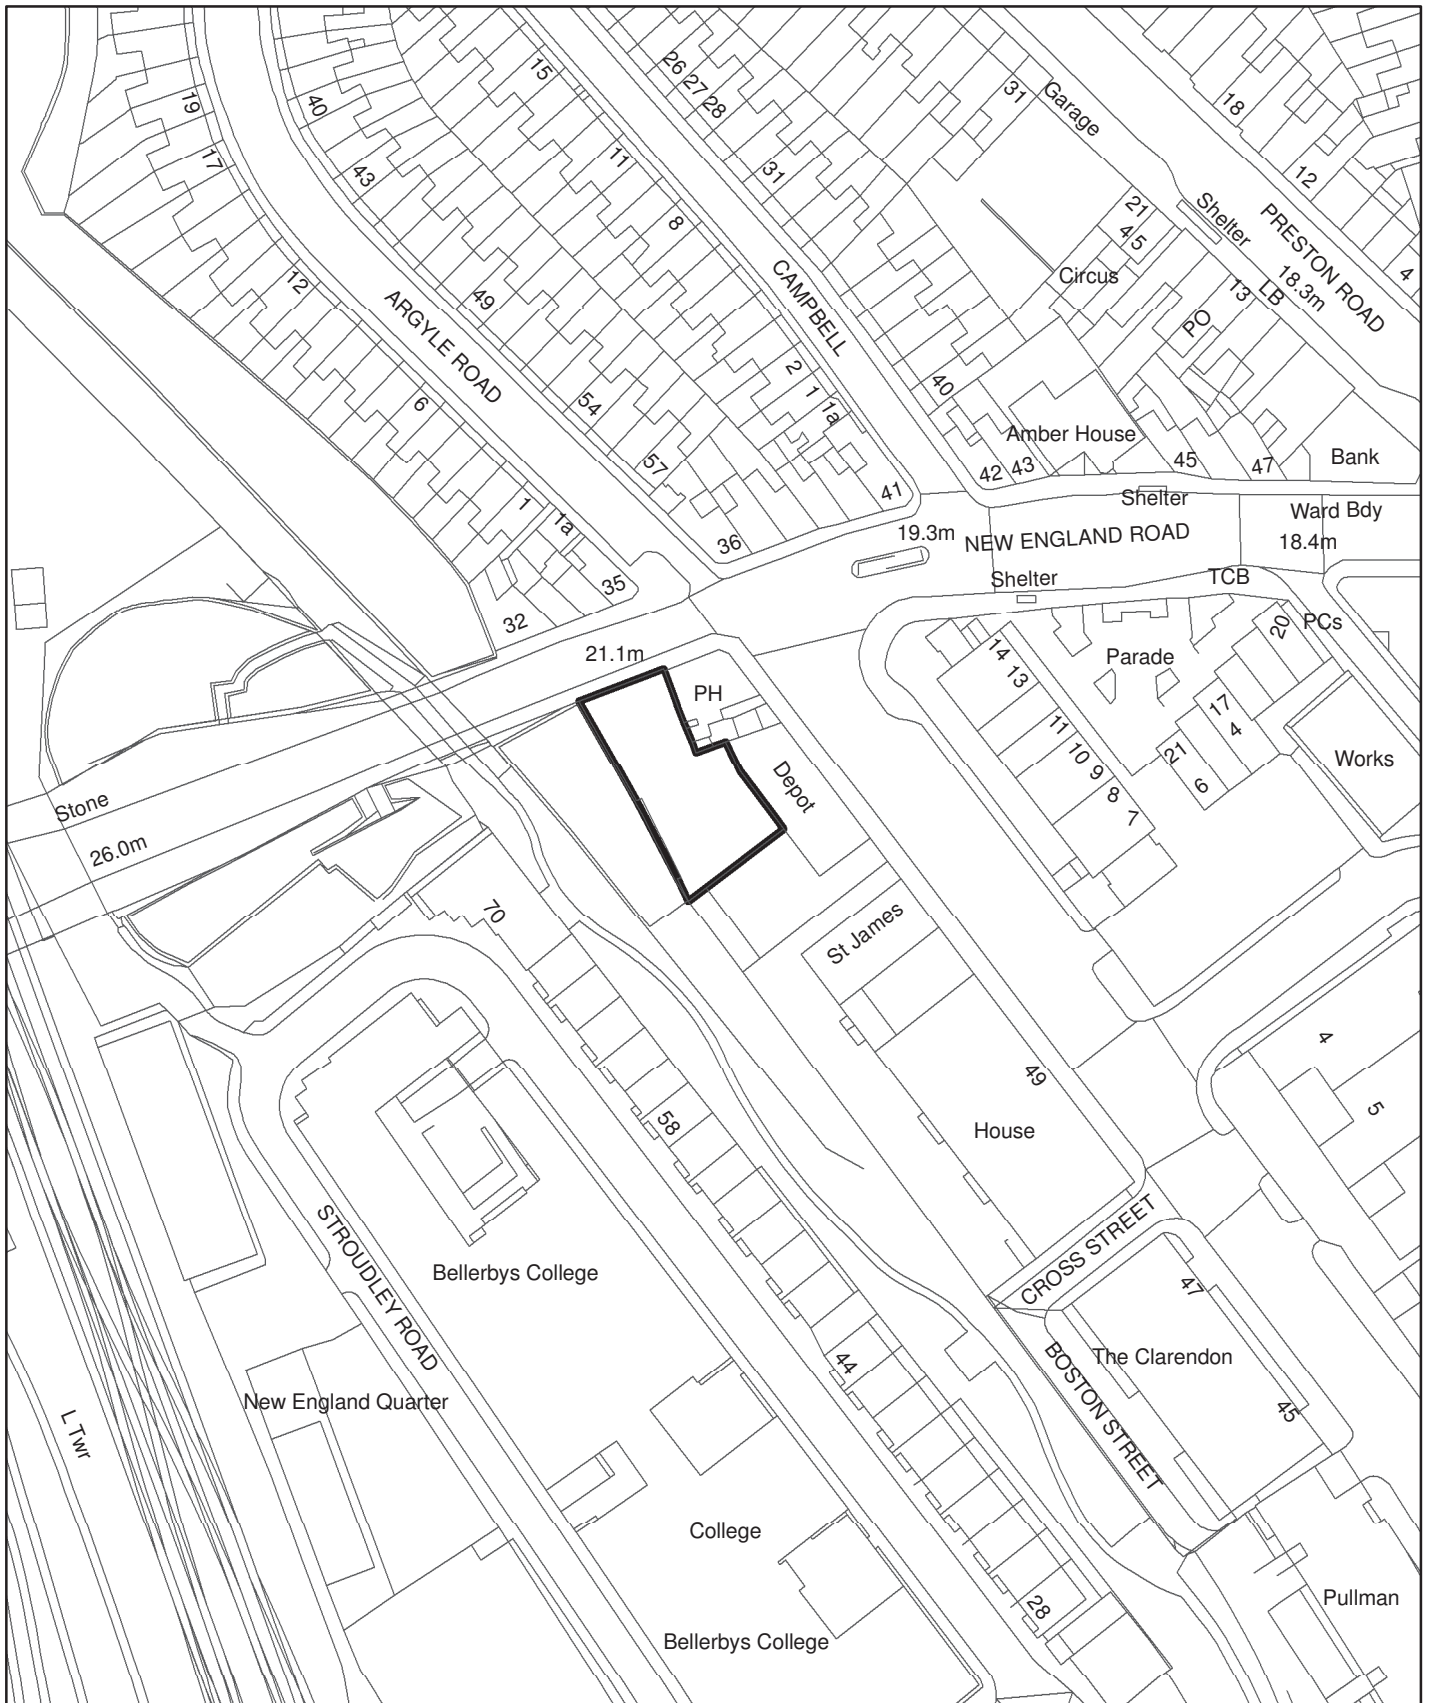 26
27
28
15
31
Garage
18
19
40
17
43
11
31
12
21
45
Shelter
PRESTON ROAD
8
12
49
ARGYLE ROAD
CAMPBELL
Circus
13
LB
18.3m
4
PO
6
54
2
1
1a
40
57
Amber House
42
43
45
47
Bank
1
1a
41
Shelter
Ward Bdy
36
19.3m
NEW ENGLAND ROAD
18.4m
35
Shelter
TCB
32
20
PCs
21.1m
14
13
Parade
PH
17
4
11
10
9
8
7
21
6
Works
Depot
Stone
26.0m
70
St James
4
49
5
58
House
STROUDLEY ROAD
Bellerbys College
CROSS STREET
47
44
BOSTON STREET
The Clarendon
New England Quarter
45
L Twr
College
28
Pullman
Bellerbys College